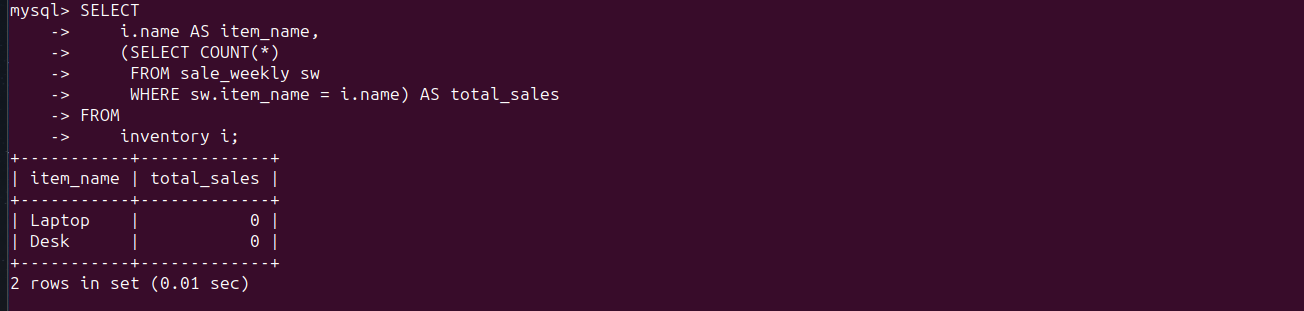 mysql> SELECT
    ->     i.name AS item_name,
    ->     (SELECT COUNT(*)
    ->      FROM sale_weekly sw
    ->      WHERE sw.item_name = i.name) AS total_sales
    -> FROM
    ->     inventory i;
+-----------+-------------+
| item_name | total_sales |
+-----------+-------------+
| Laptop    |           0 |
| Desk      |           0 |
+-----------+-------------+
2 rows in set (0.01 sec)